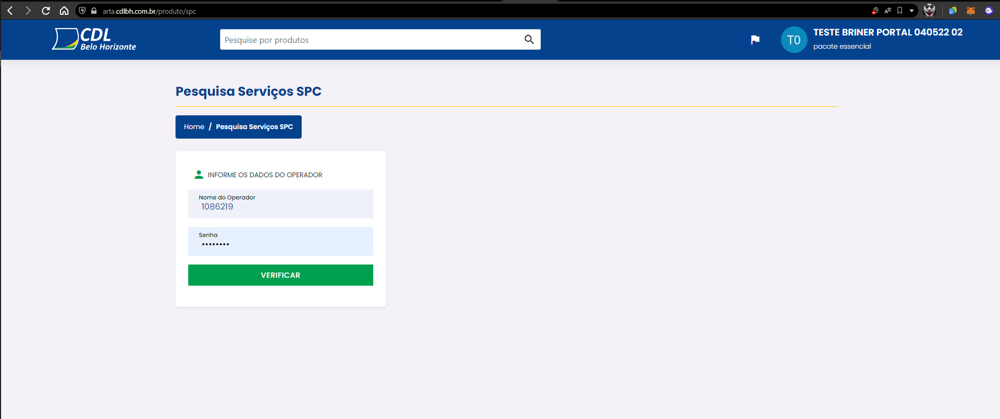 arta.cdlbh.com.br/produto/spc
CDL
Belo Horizonte
Pesquise por produtos
T0
TESTE BRINER PORTAL 040522 02
pacote essencial
Pesquisa Serviços SPC
Home / Pesquisa Serviços SPC
INFORME OS DADOS DO OPERADOR
Nome do Operador
1086219
Senha
••••••••
VERIFICAR